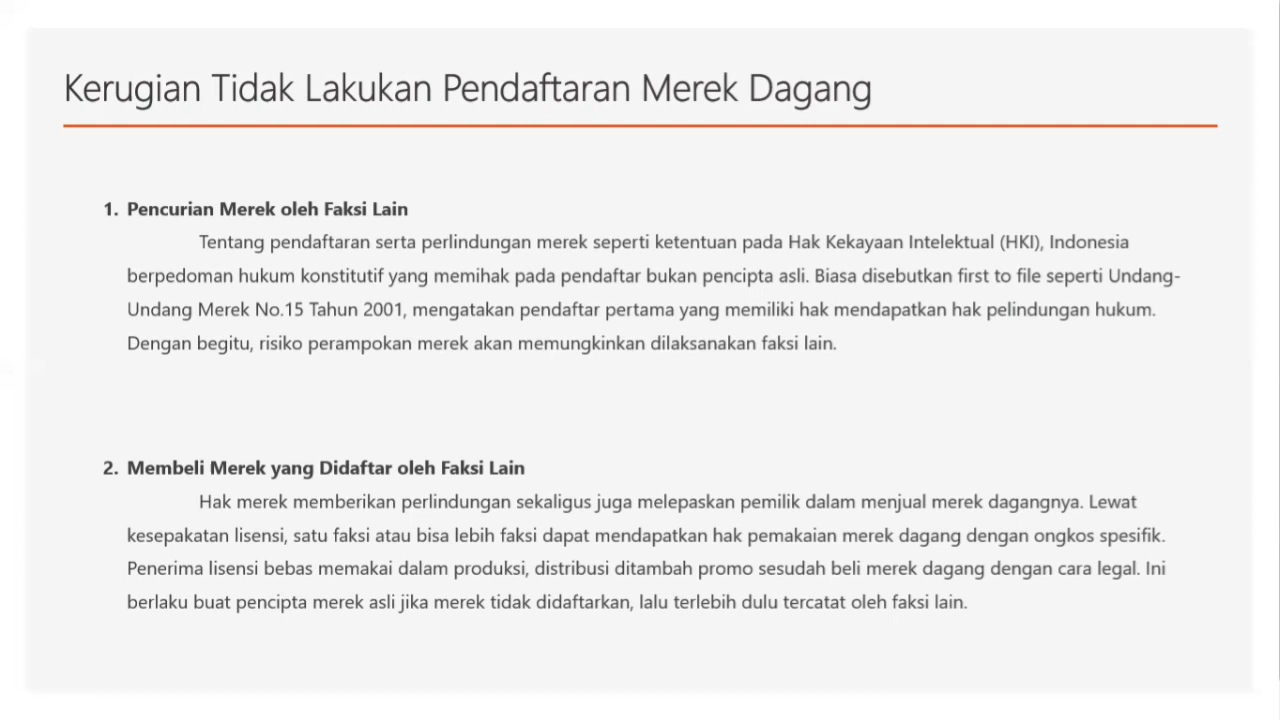 Kerugian Tidak Lakukan Pendaftaran Merek Dagang
1. Pencurian Merek oleh Faksi Lain
Tentang pendaftaran serta perlindungan merek seperti ketentuan pada Hak Kekayaan Intelektual (HKI), Indonesia
berpedoman hukum konstitutif yang memihak pada pendaftar bukan pencipta asli. Biasa disebutkan first to file seperti Undang-
Undang Merek No.15 Tahun 2001, mengatakan pendaftar pertama yang memiliki hak mendapatkan hak pelindungan hukum.
Dengan begitu, risiko perampokan merek akan memungkinkan dilaksanakan faksi lain.
2. Membeli Merek yang Didaftar oleh Faksi Lain
Hak merek memberikan perlindungan sekaligus juga melepaskan pemilik dalam menjual merek dagangnya. Lewat
kesepakatan lisensi, satu faksi atau bisa lebih faksi dapat mendapatkan hak pemakaian merek dagang dengan ongkos spesifik.
Penerima lisensi bebas memakai dalam produksi, distribusi ditambah promo sesudah beli merek dagang dengan cara legal. Ini
berlaku buat pencipta merek asli jika merek tidak didaftarkan, lalu terlebih dulu tercatat oleh faksi lain.